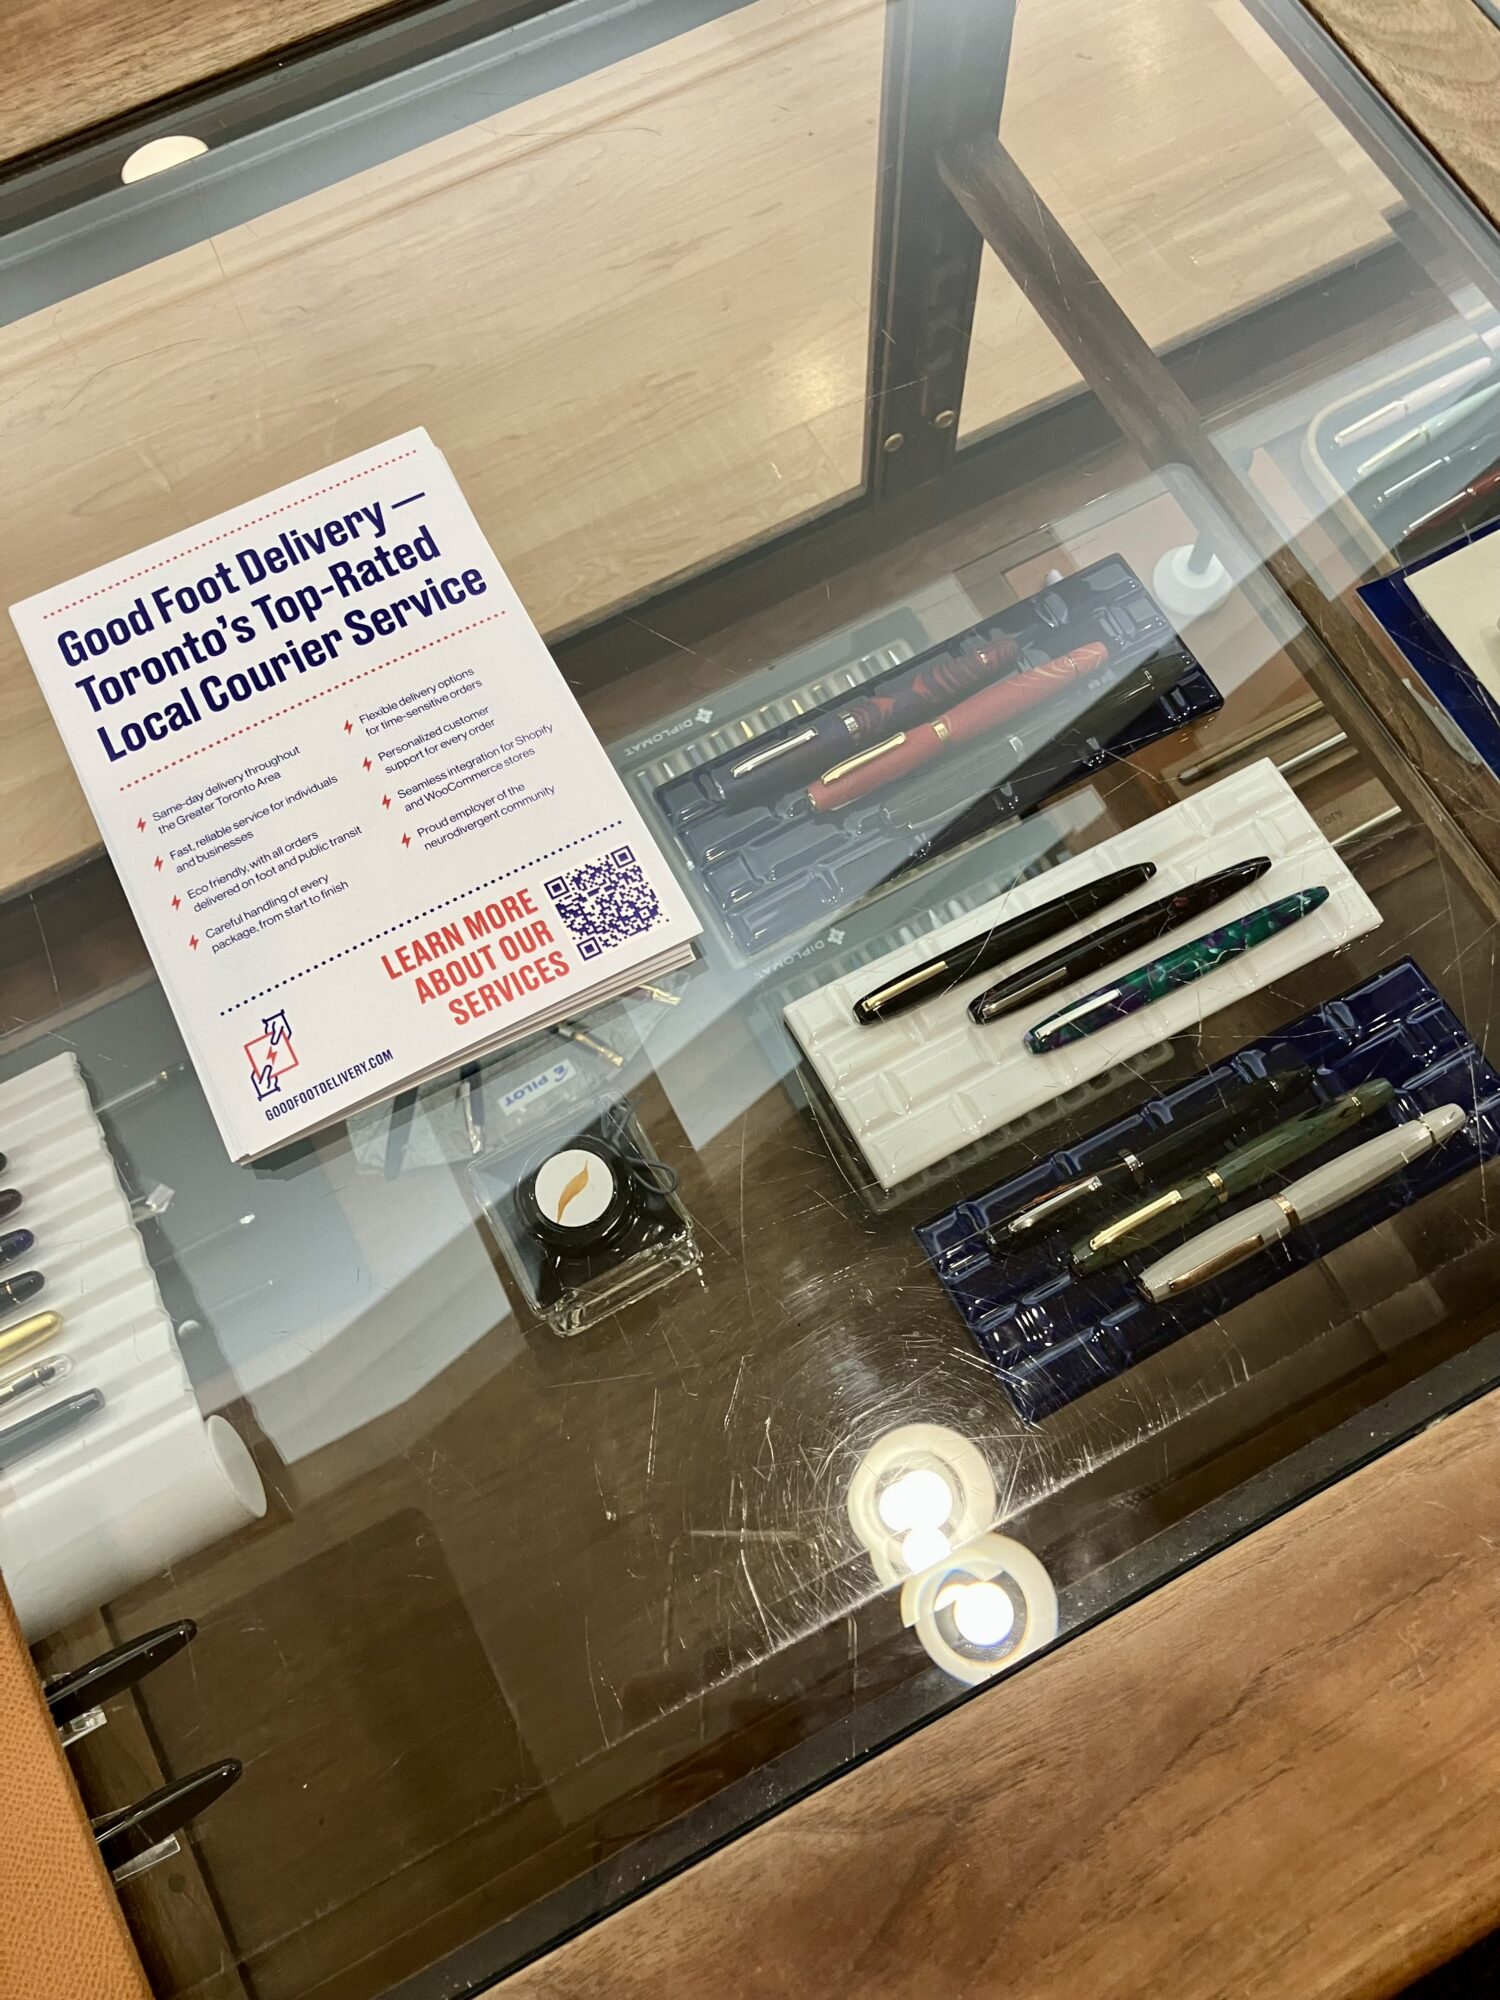 Good Foot Delivery —
Toronto's Top-Rated
Local Courier Service
Same-day delivery throughout
the Greater Toronto Area
Fast, reliable service for individuals
and businesses
Eco friendly, with all orders
delivered on foot and public transit
Careful handling of every
package, from start to finish
Flexible delivery options
for time-sensitive orders
Personalized customer
support for every order
Seamless integration for Shopify
and WooCommerce stores
Proud employer of the
neurodivergent community
LEARN MORE
ABOUT OUR
SERVICES
GOODFOOTDELIVERY.COM
DIPLOMAT
DIPLOMAT
PILOT